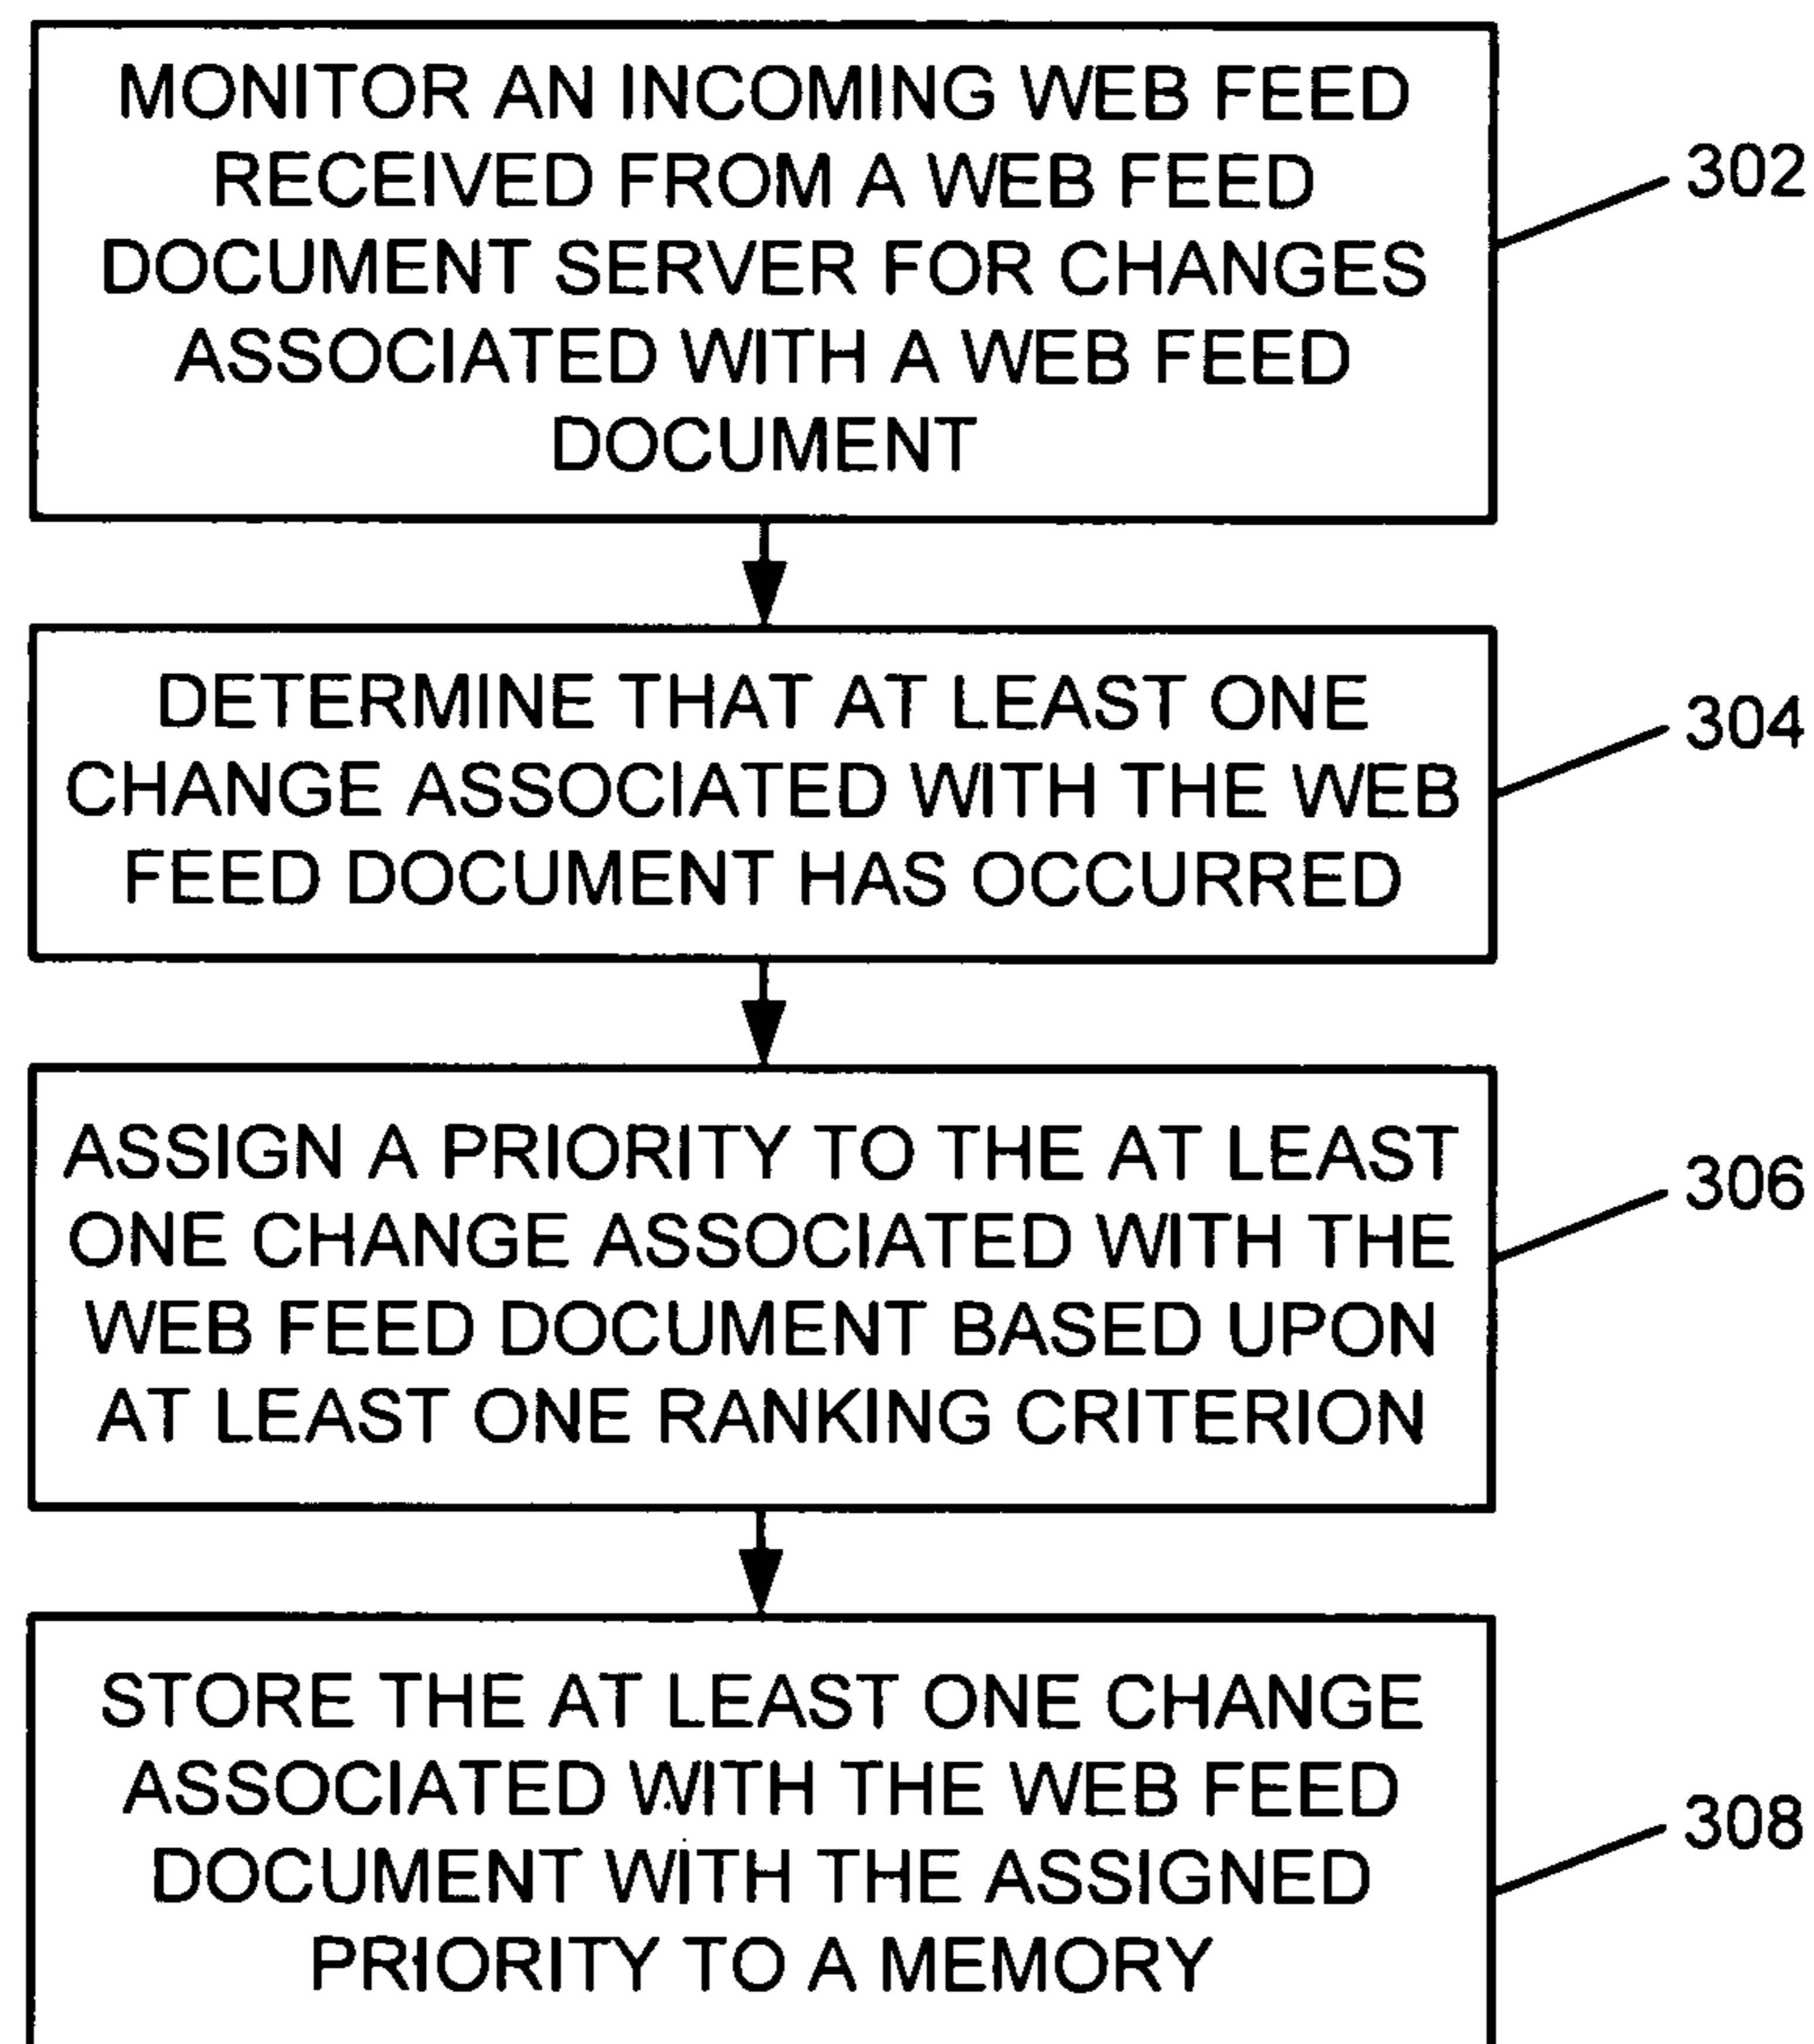 MONITOR AN INCOMING WEB FEED
RECEIVED FROM A WEB FEED
DOCUMENT SERVER FOR CHANGES
ASSOCIATED WITH A WEB FEED
DOCUMENT
302
DETERMINE THAT AT LEAST ONE
CHANGE ASSOCIATED WITH THE WEB
FEED DOCUMENT HAS OCCURRED
304
ASSIGN A PRIORITY TO THE AT LEAST
ONE CHANGE ASSOCIATED WITH THE
WEB FEED DOCUMENT BASED UPON
AT LEAST ONE RANKING CRITERION
306
STORE THE AT LEAST ONE CHANGE
ASSOCIATED WITH THE WEB FEED
DOCUMENT WITH THE ASSIGNED
PRIORITY TO A MEMORY
308